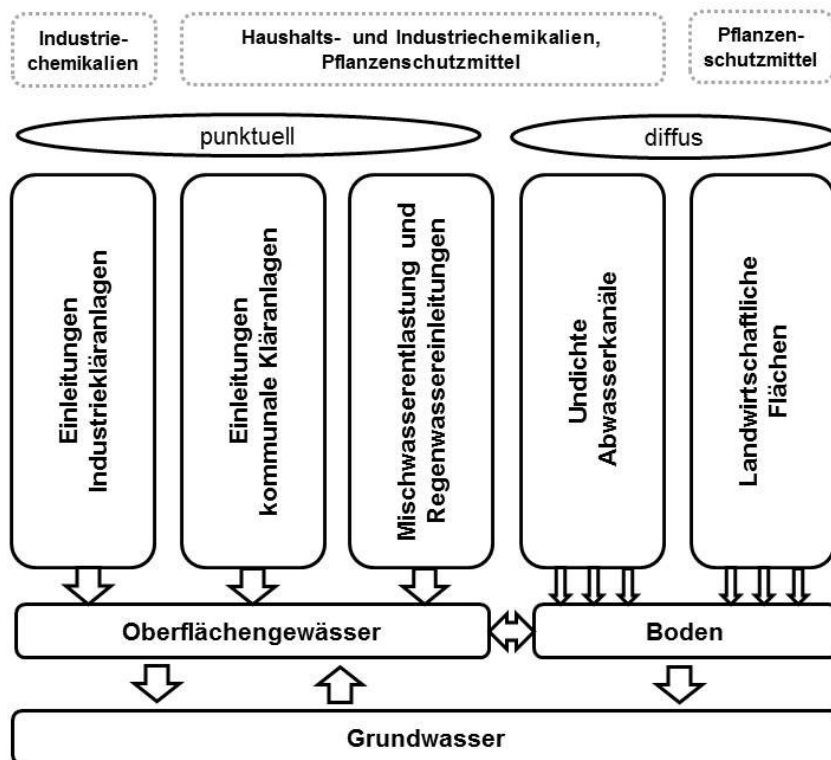 Industrie-
chemikalien
Haushalts- und Industriechemikalien,
Pflanzenschutzmittel
Pflanzen-
schutzmittel
punktuell
diffus
Einleitungen
Industriekläranlagen
Einleitungen
kommunale Kläranlagen
Mischwasserentlastung und
Regenwassereinleitungen
Undichte
Abwasserkanäle
Landwirtschaftliche
Flächen
Oberflächengewässer
Boden
Grundwasser